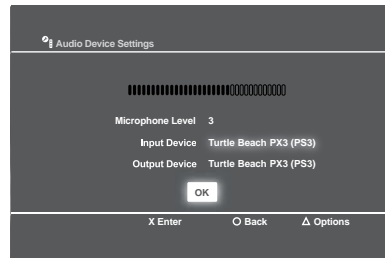 Audio Device Settings
Microphone Level 3
Input Device Turtle Beach PX3 (PS3)
Output Device Turtle Beach PX3 (PS3)
OK
X Enter O Back Δ Options